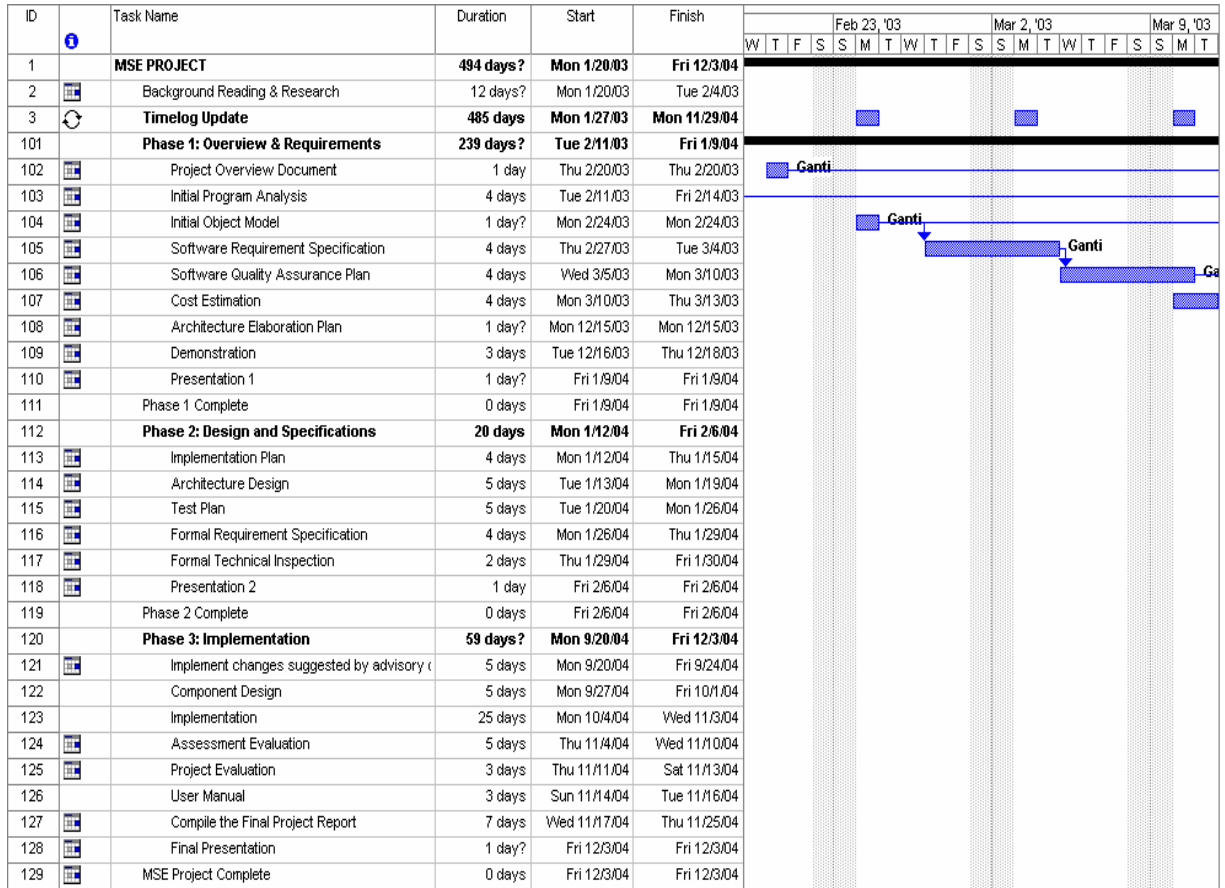 ID Task Name Duration Start Finish Feb 23, '03 Mar 2, '03 Mar 9, '03
W T F S S M T W T F S S M T W T F S S M T
1 MSE PROJECT 494 days? Mon 1/20/03 Fri 12/3/04
2 Background Reading & Research 12 days? Mon 1/20/03 Tue 2/4/03
3 Timelog Update 485 days Mon 1/27/03 Mon 11/29/04
101 Phase 1: Overview & Requirements 239 days? Tue 2/11/03 Fri 1/9/04
102 Project Overview Document 1 day Thu 2/20/03 Thu 2/20/03 Ganti
103 Initial Program Analysis 4 days Tue 2/11/03 Fri 2/14/03
104 Initial Object Model 1 day? Mon 2/24/03 Mon 2/24/03 Ganti
105 Software Requirement Specification 4 days Thu 2/27/03 Tue 3/4/03 Ganti
106 Software Quality Assurance Plan 4 days Wed 3/5/03 Mon 3/10/03 Ga
107 Cost Estimation 4 days Mon 3/10/03 Thu 3/13/03
108 Architecture Elaboration Plan 1 day? Mon 12/15/03 Mon 12/15/03
109 Demonstration 3 days Tue 12/16/03 Thu 12/18/03
110 Presentation 1 1 day? Fri 1/9/04 Fri 1/9/04
111 Phase 1 Complete 0 days Fri 1/9/04 Fri 1/9/04
112 Phase 2: Design and Specifications 20 days Mon 1/12/04 Fri 2/6/04
113 Implementation Plan 4 days Mon 1/12/04 Thu 1/15/04
114 Architecture Design 5 days Tue 1/13/04 Mon 1/19/04
115 Test Plan 5 days Tue 1/20/04 Mon 1/26/04
116 Formal Requirement Specification 4 days Mon 1/26/04 Thu 1/29/04
117 Formal Technical Inspection 2 days Thu 1/29/04 Fri 1/30/04
118 Presentation 2 1 day Fri 2/6/04 Fri 2/6/04
119 Phase 2 Complete 0 days Fri 2/6/04 Fri 2/6/04
120 Phase 3: Implementation 59 days? Mon 9/20/04 Fri 12/3/04
121 Implement changes suggested by advisory 5 days Mon 9/20/04 Fri 9/24/04
122 Component Design 5 days Mon 9/27/04 Fri 10/1/04
123 Implementation 25 days Mon 10/4/04 Wed 11/3/04
124 Assessment Evaluation 5 days Thu 11/4/04 Wed 11/10/04
125 Project Evaluation 3 days Thu 11/11/04 Sat 11/13/04
126 User Manual 3 days Sun 11/14/04 Tue 11/16/04
127 Compile the Final Project Report 7 days Wed 11/17/04 Thu 11/25/04
128 Final Presentation 1 day? Fri 12/3/04 Fri 12/3/04
129 MSE Project Complete 0 days Fri 12/3/04 Fri 12/3/04